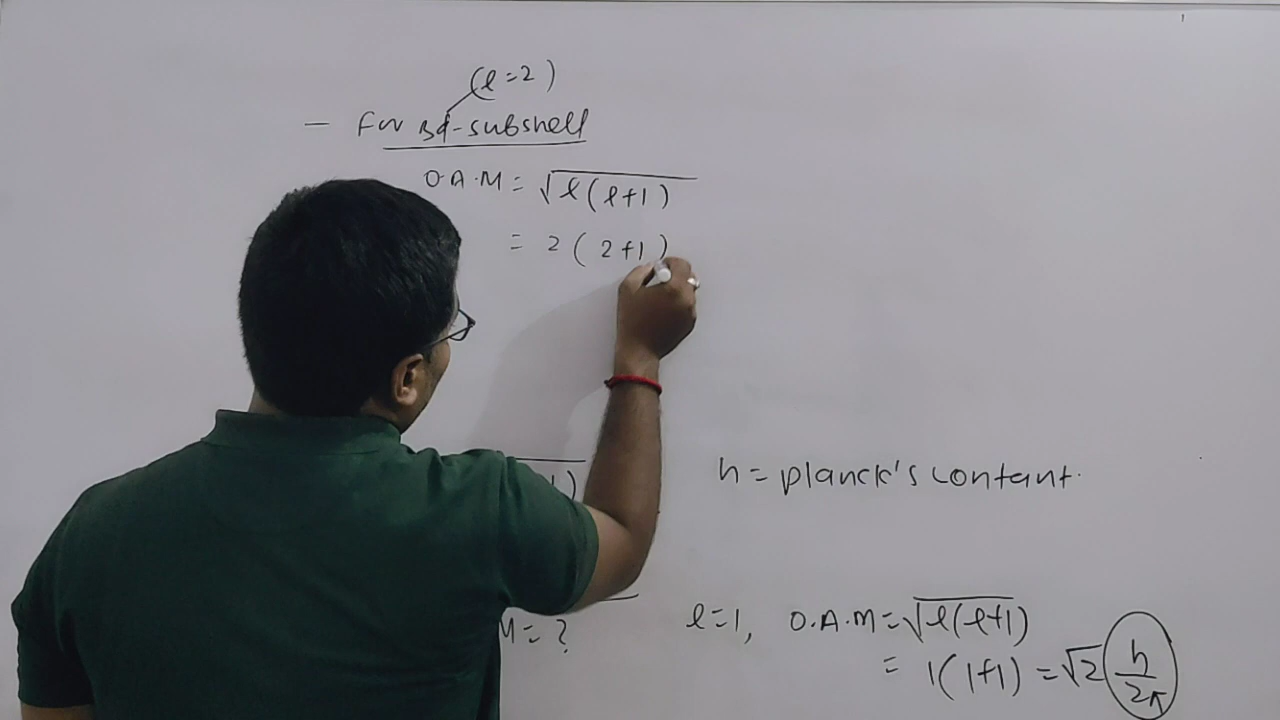 (l=2)
- For 3d-subshell
O.A.M = √l(l+1)
= 2(2+1)
h = planck's contant.
M = ?
l=1, O.A.M = √l(l+1)
= 1(1+1) = √2 h/2π